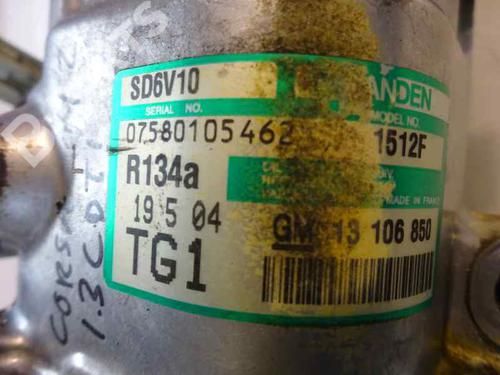 SD6V10
SERIAL NO.
MODEL NO.
07580105462
1512F
R134a
MADE IN FRANCE
19 5 04
GM 13 106 850
TG1
CORSA
1.3 CDTI